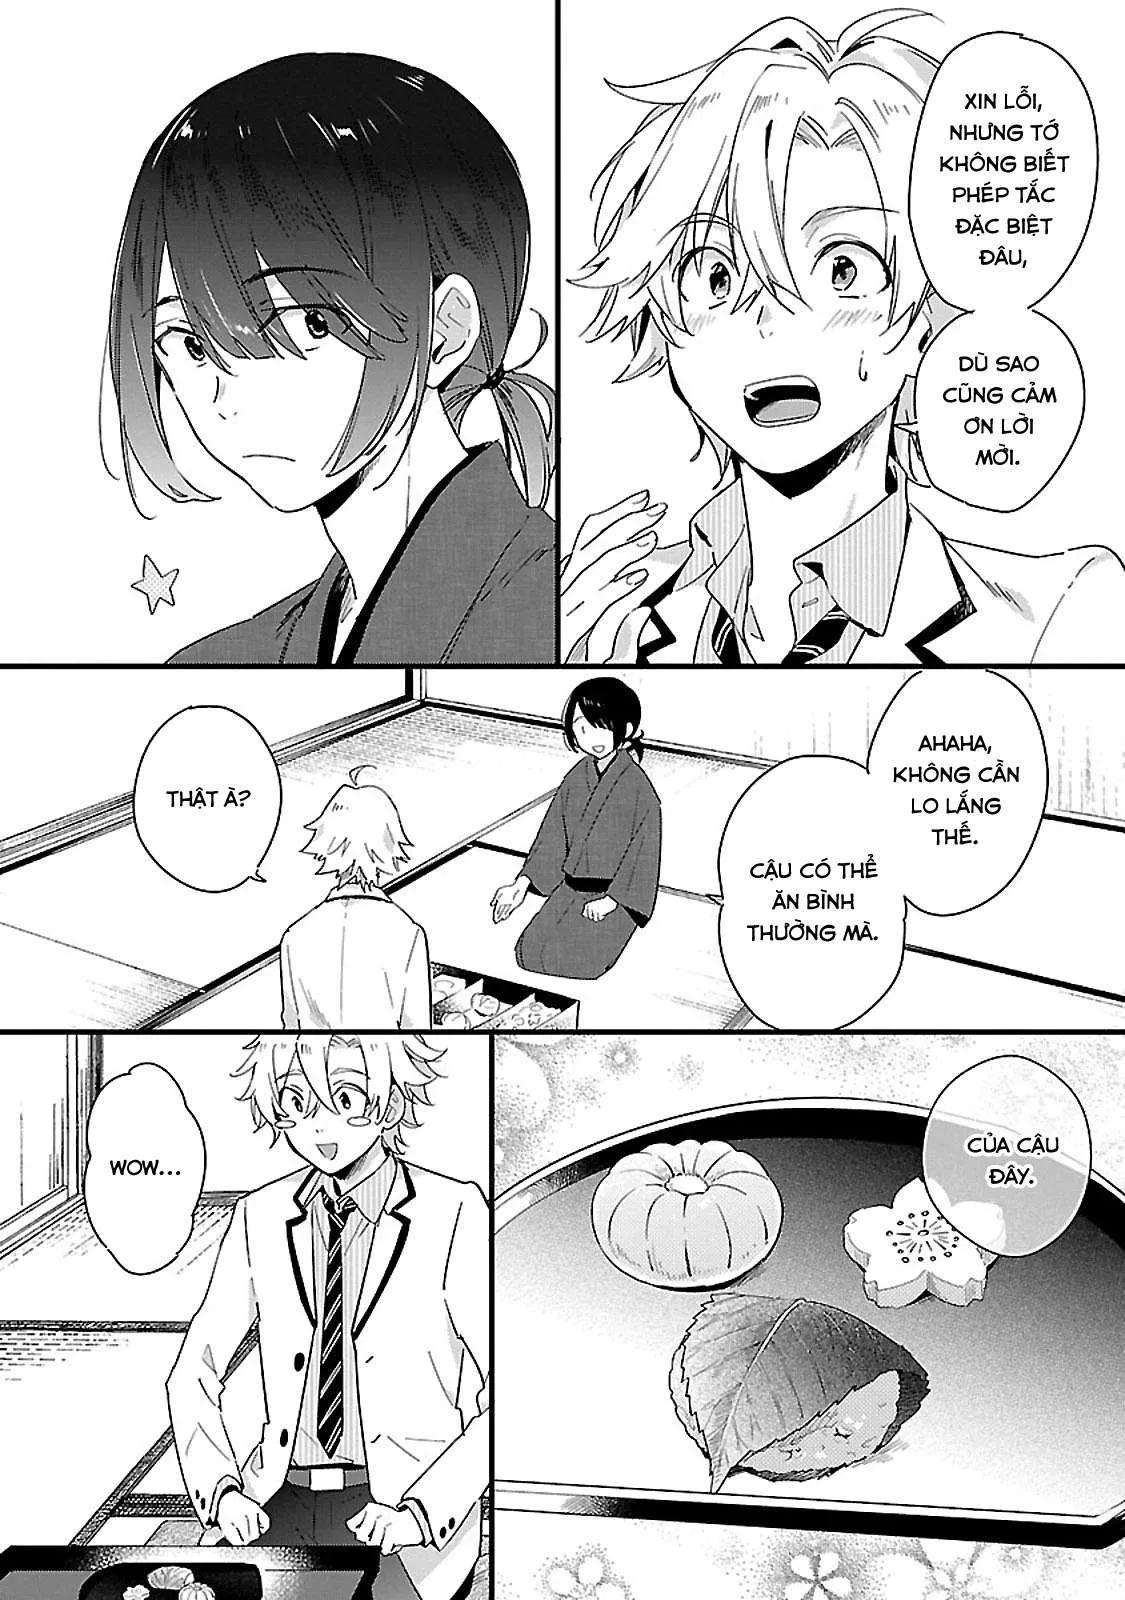 XIN LỖI,
NHƯNG TỚ
KHÔNG BIẾT
PHÉP TẮC
ĐẶC BIỆT
ĐÂU,
DÙ SAO
CŨNG CẢM
ƠN LỜI
MỜI.
AHAHA,
KHÔNG CẦN
LO LẮNG
THẾ.
CẬU CÓ THỂ
ĂN BÌNH
THƯỜNG MÀ.
THẬT À?
CỦA CẬU
ĐÂY.
WOW...